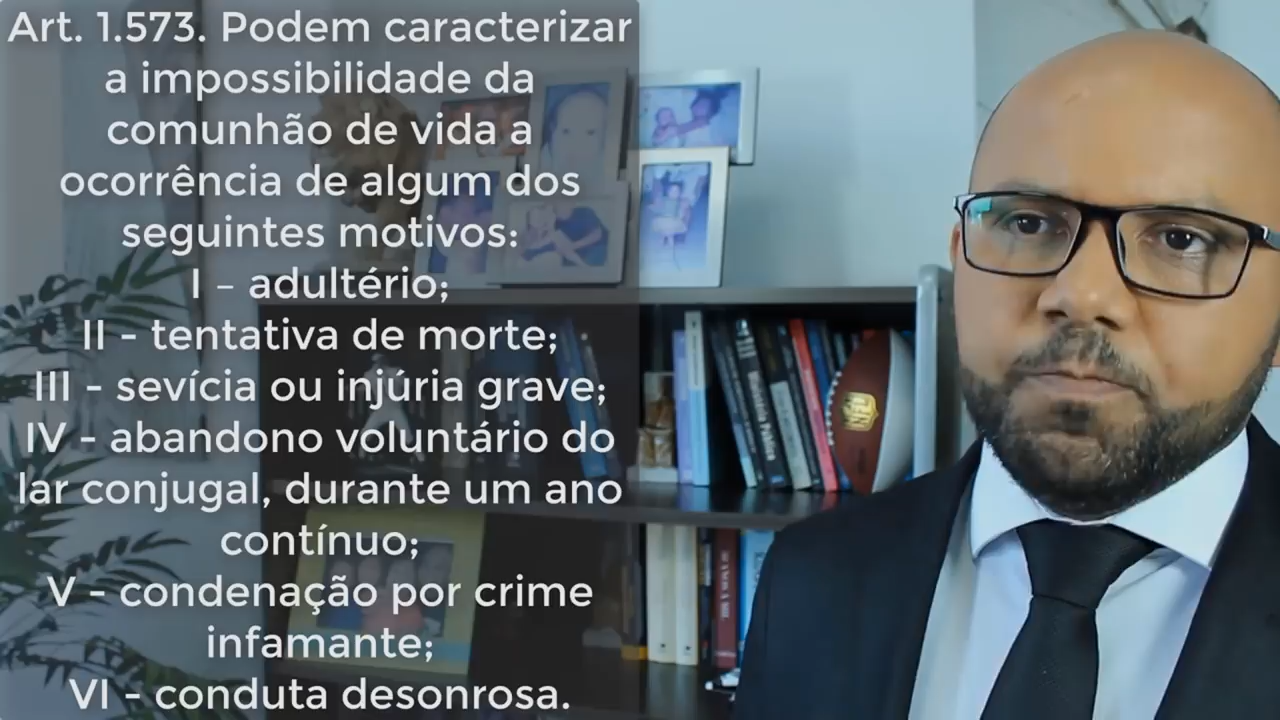 Art. 1.573. Podem caracterizar
a impossibilidade da
comunhão de vida a
ocorrência de algum dos
seguintes motivos:
I – adultério;
II - tentativa de morte;
III - sevícia ou injúria grave;
IV - abandono voluntário do
lar conjugal, durante um ano
contínuo;
V - condenação por crime
infamante;
VI - conduta desonrosa.